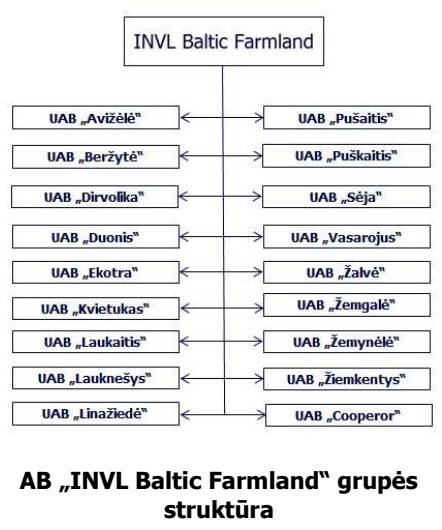 INVL Baltic Farmland
UAB „Avižėlė“
UAB „Pušaitis“
UAB „Beržytė“
UAB „Puškaitis“
UAB „Dirvolika“
UAB „Sėja“
UAB „Duonis“
UAB „Vasarojus“
UAB „Ekotra“
UAB „Žalvė“
UAB „Kvietukas“
UAB „Žemgalė“
UAB „Laukaitis“
UAB „Žemynėlė“
UAB „Lauknešys“
UAB „Žiemkentys“
UAB „Linažiedė“
UAB „Cooperor“
AB „INVL Baltic Farmland“ grupės
struktūra